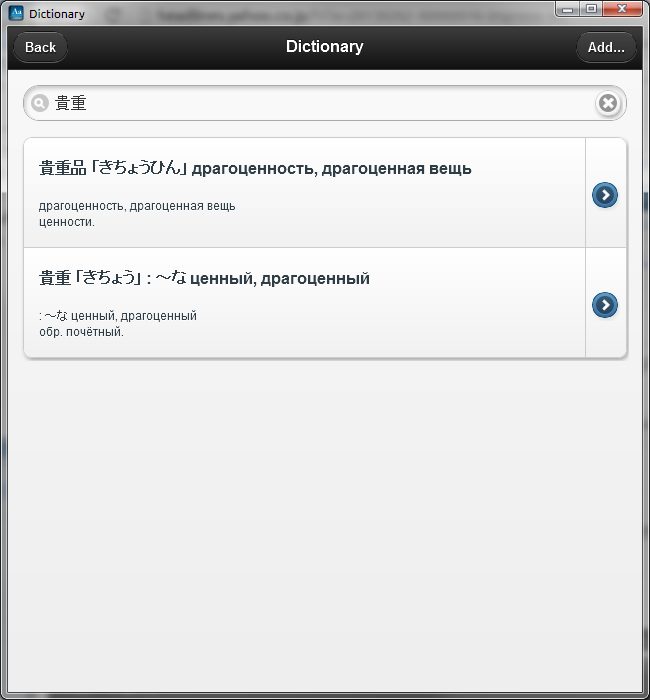 Dictionary
Back
Dictionary
Add...
貴重
貴重品「きちょうひん」драгоценность, драгоценная вещь
драгоценность, драгоценная вещь
ценности.
貴重「きちょう」: ～な ценный, драгоценный
: ～な ценный, драгоценный
обр. почётный.